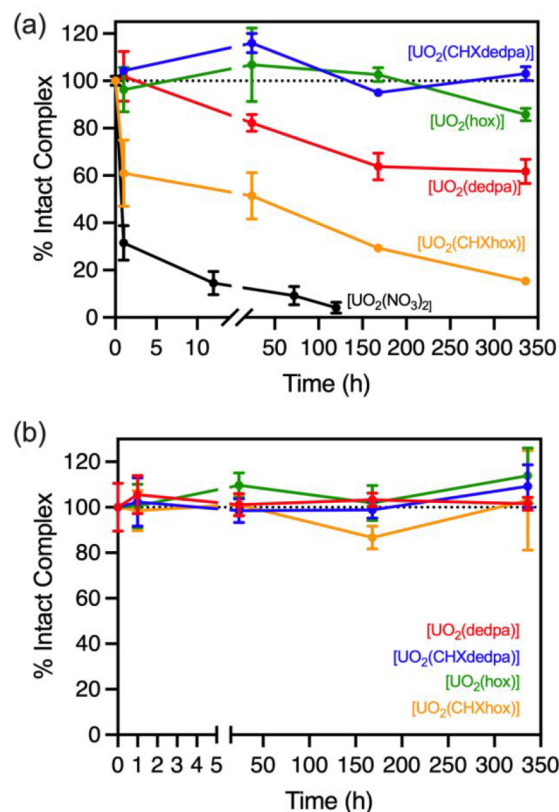 (a)
120
100
80
60
40
20
0
% Intact Complex
[UO₂(CHXdedpa)]
[UO₂(hox)]
[UO₂(dedpa)]
[UO₂(CHXhox)]
[UO₂(NO₃)₂]
0 5 10 50 100 150 200 250 300 350
Time (h)
(b)
120
100
80
60
40
20
0
% Intact Complex
[UO₂(dedpa)]
[UO₂(CHXdedpa)]
[UO₂(hox)]
[UO₂(CHXhox)]
0 1 2 3 4 5 50 100 150 200 250 300 350
Time (h)